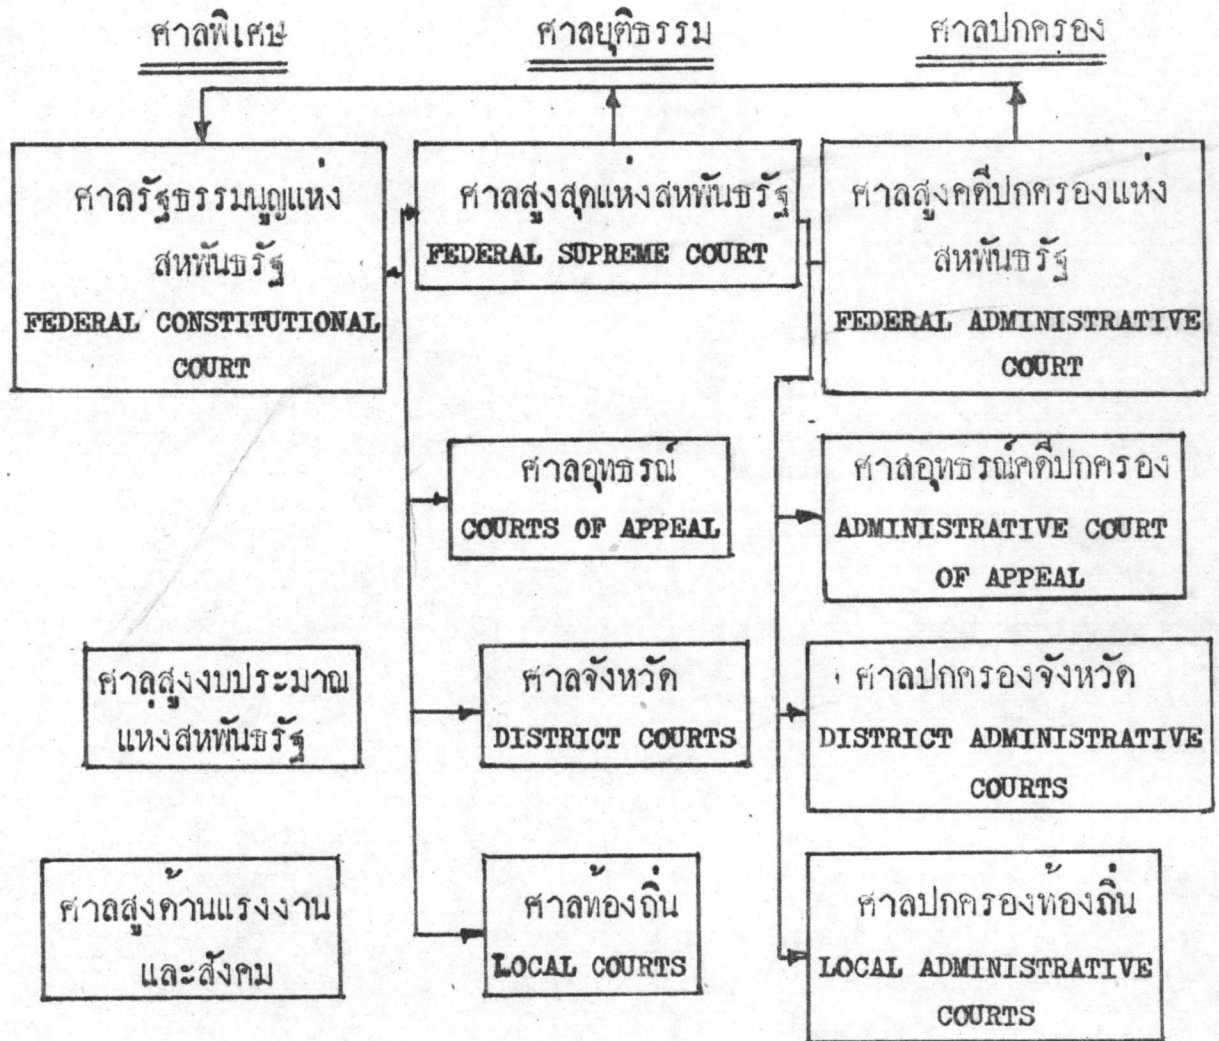 ศาลพิเศษ
ศาลยุติธรรม
ศาลปกครอง
ศาลรัฐธรรมนูญแห่ง
สหพันธรัฐ
FEDERAL CONSTITUTIONAL
COURT
ศาลสูงสุดแห่งสหพันธรัฐ
FEDERAL SUPREME COURT
ศาลสูงคดีปกครองแห่ง
สหพันธรัฐ
FEDERAL ADMINISTRATIVE
COURT
ศาลอุทธรณ์
COURTS OF APPEAL
ศาลอุทธรณ์คดีปกครอง
ADMINISTRATIVE COURT
OF APPEAL
ศาลสูงงบประมาณ
แห่งสหพันธรัฐ
ศาลจังหวัด
DISTRICT COURTS
ศาลปกครองจังหวัด
DISTRICT ADMINISTRATIVE
COURTS
ศาลสูงด้านแรงงาน
และสังคม
ศาลท้องถิ่น
LOCAL COURTS
ศาลปกครองท้องถิ่น
LOCAL ADMINISTRATIVE
COURTS